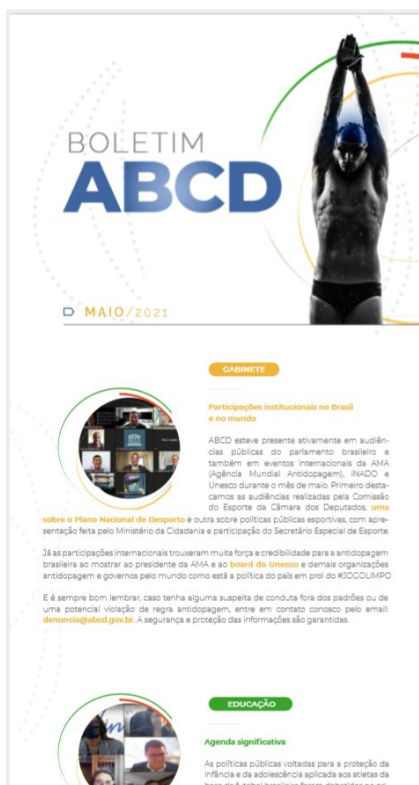 BOLETIM
ABCD
MAIO/2021
GABINETE
Participações institucionais no Brasil
e no mundo
ABCD esteve presente ativamente em audiên-
cias públicas do parlamento brasileiro e
também em eventos internacionais da AMA
(Agência Mundial Antidopagem), iNADO e
Unesco durante o mês de maio. Primeiro desta-
camos as audiências realizadas pela Comissão
do Esporte da Câmara dos Deputados, uma
sobre o Plano Nacional de Desporto e outra sobre políticas públicas esportivas, com apre-
sentação feita pelo Ministério da Cidadania e participação do Secretário Especial de Esporte.
Já as participações internacionais trouxeram muita força e credibilidade para a antidopagem
brasileira ao mostrar ao presidente da AMA e ao board da Unesco e demais organizações
antidopagem e governos pelo mundo como está a política do país em prol do #JOGOLIMPO
E é sempre bom lembrar, caso tenha alguma suspeita de conduta fora dos padrões ou de
uma potencial violação de regra antidopagem, entre em contato conosco pelo email:
denuncia@abcd.gov.br. A segurança e proteção das informações são garantidas.
EDUCAÇÃO
Agenda significativa
As políticas públicas voltadas para a proteção da
infância e da adolescência aplicada aos atletas da